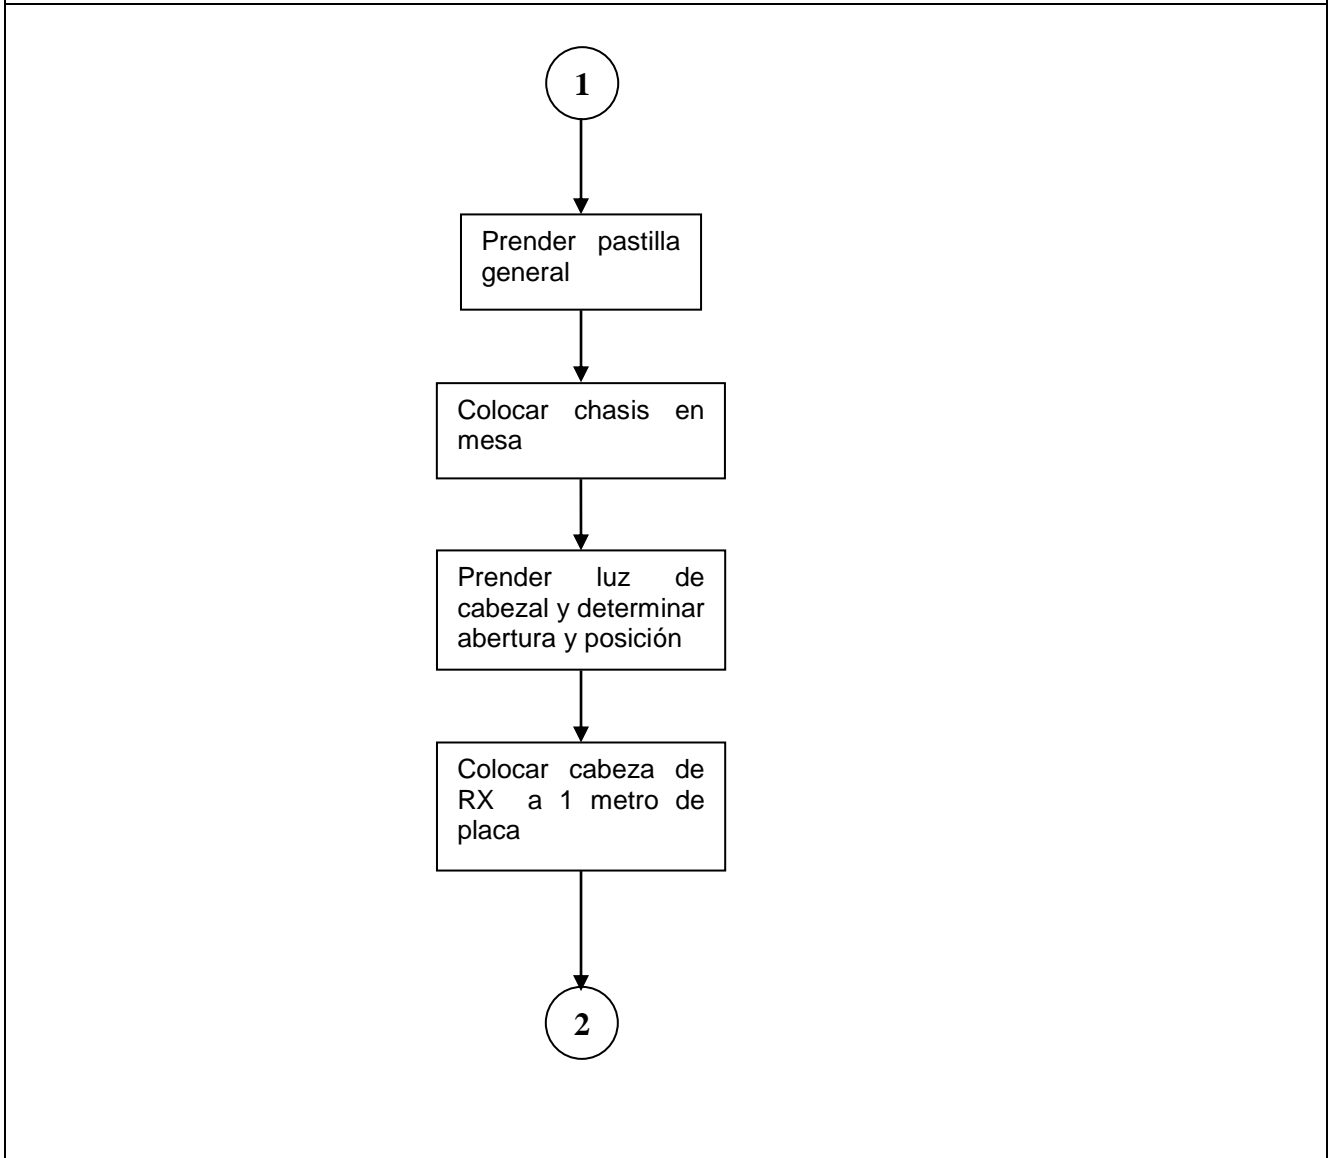 1
Prender pastilla
general
Colocar chasis en
mesa
Prender luz de
cabezal y determinar
abertura y posición
Colocar cabeza de
RX a 1 metro de
placa
2